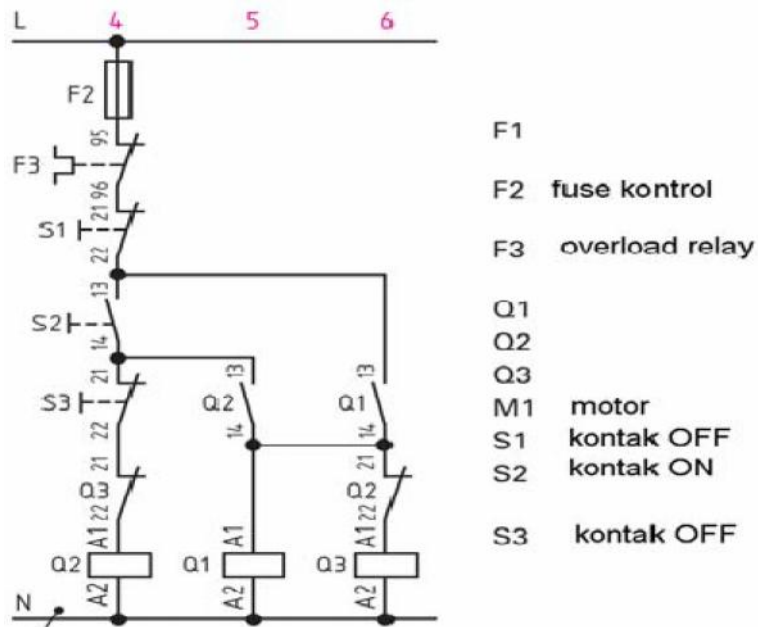 L 4 5 6
F2
95
F3
96
21
S1
22
13
S2
14
21
S3
22
21
Q3
22
A1
Q2
A2
13
Q2
14
A1
Q1
A2
13
Q1
14
21
Q2
22
A1
Q3
A2
N
F1
F2 fuse kontrol
F3 overload relay
Q1
Q2
Q3
M1 motor
S1 kontak OFF
S2 kontak ON
S3 kontak OFF